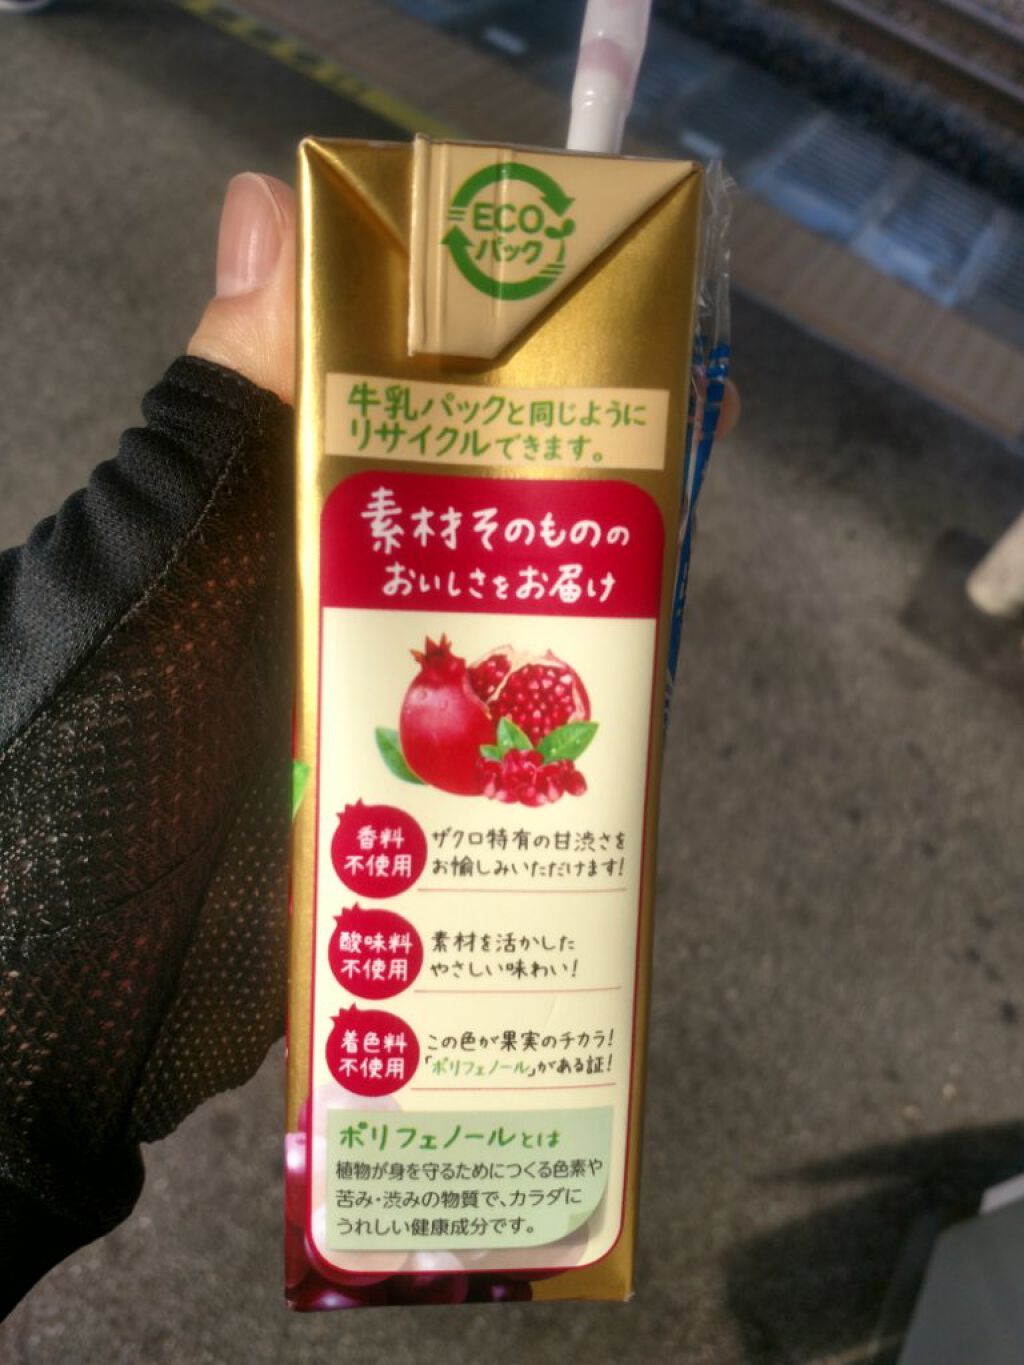 ECO
パック
牛乳パックと同じように
リサイクルできます。
素材そのものの
おいしさをお届け
香料
不使用
ザクロ特有の甘渋さを
お愉しみいただけます!
酸味料
不使用
素材を活かした
やさしい味わい!
着色料
不使用
この色が果実のチカラ!
「ポリフェノール」がある証!
ポリフェノールとは
植物が身を守るためにつくる色素や
苦み・渋みの物質で、カラダに
うれしい健康成分です。